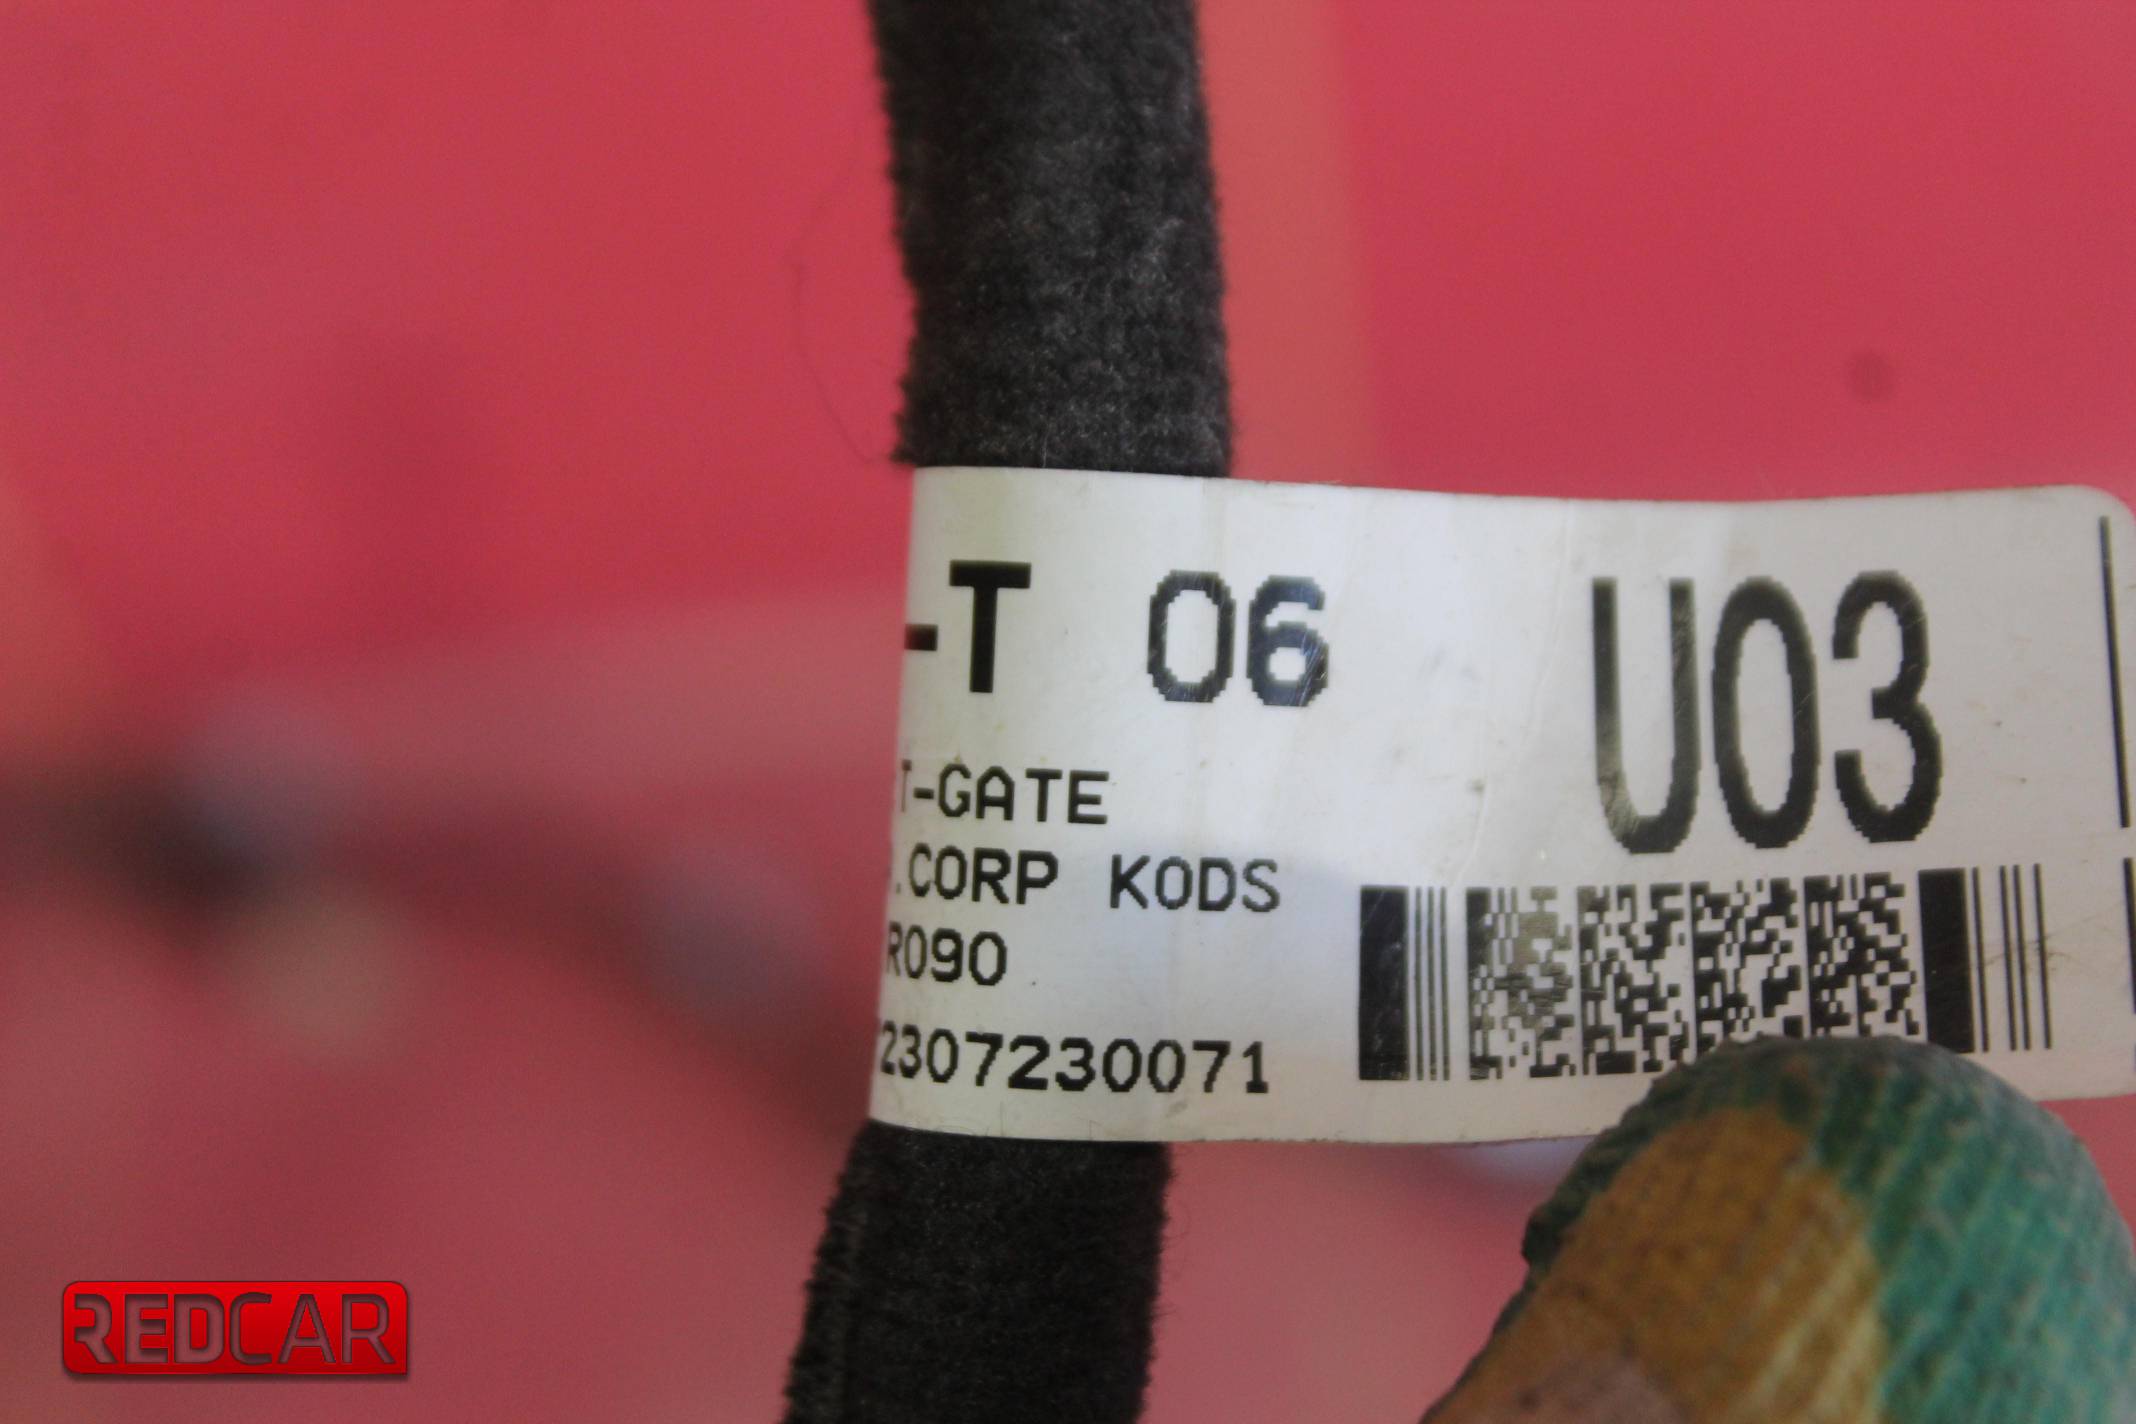 -T 06 U03
T-GATE
.CORP KODS
R090
2307230071
REDCAR